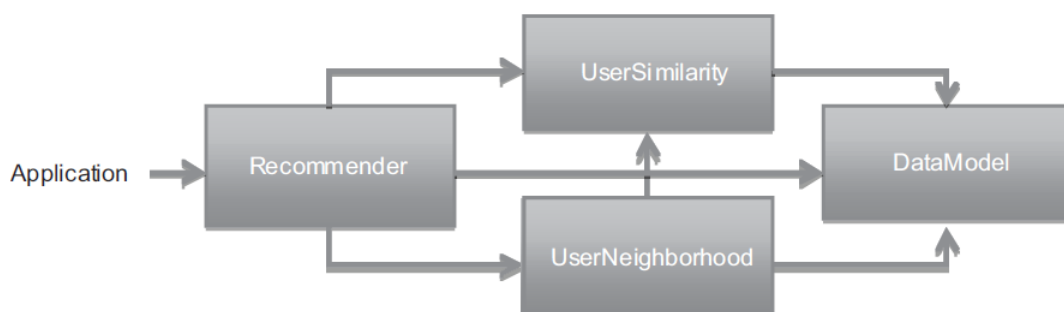 UserSimilarity
Application
Recommender
DataModel
UserNeighborhood